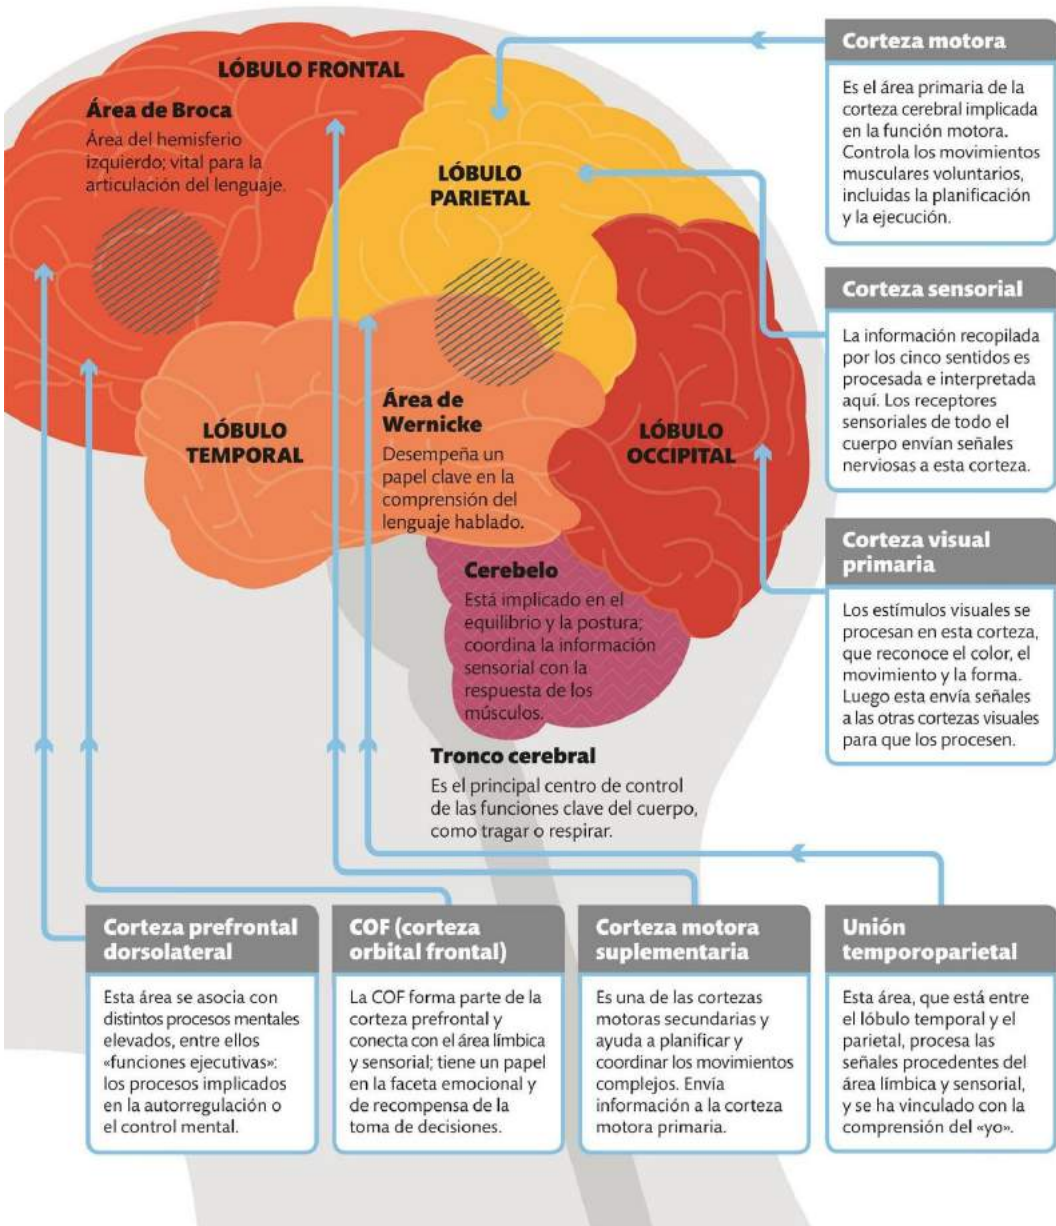 LÓBULO FRONTAL
Área de Broca
Área del hemisferio
izquierdo; vital para la
articulación del lenguaje.
LÓBULO
PARIETAL
LÓBULO
TEMPORAL
Área de
Wernicke
Desempeña un
papel clave en la
comprensión del
lenguaje hablado.
LÓBULO
OCCIPITAL
Cerebelo
Está implicado en el
equilibrio y la postura;
coordina la información
sensorial con la
respuesta de los
músculos.
Tronco cerebral
Es el principal centro de control
de las funciones clave del cuerpo,
como tragar o respirar.
Corteza motora
Es el área primaria de la
corteza cerebral implicada
en la función motora.
Controla los movimientos
musculares voluntarios,
incluidas la planificación
y la ejecución.
Corteza sensorial
La información recopilada
por los cinco sentidos es
procesada e interpretada
aquí. Los receptores
sensoriales de todo el
cuerpo envían señales
nerviosas a esta corteza.
Corteza visual
primaria
Los estímulos visuales se
procesan en esta corteza,
que reconoce el color, el
movimiento y la forma.
Luego esta envía señales
a las otras cortezas visuales
para que los procesen.
Corteza prefrontal
dorsolateral
Esta área se asocia con
distintos procesos mentales
elevados, entre ellos
«funciones ejecutivas»:
los procesos implicados
en la autorregulación o
el control mental.
COF (corteza
orbital frontal)
La COF forma parte de la
corteza prefrontal y
conecta con el área límbica
y sensorial; tiene un papel
en la faceta emocional y
de recompensa de la
toma de decisiones.
Corteza motora
suplementaria
Es una de las cortezas
motoras secundarias y
ayuda a planificar y
coordinar los movimientos
complejos. Envía
información a la corteza
motora primaria.
Unión
temporoparietal
Esta área, que está entre
el lóbulo temporal y el
parietal, procesa las
señales procedentes del
área límbica y sensorial,
y se ha vinculado con la
comprensión del «yo».